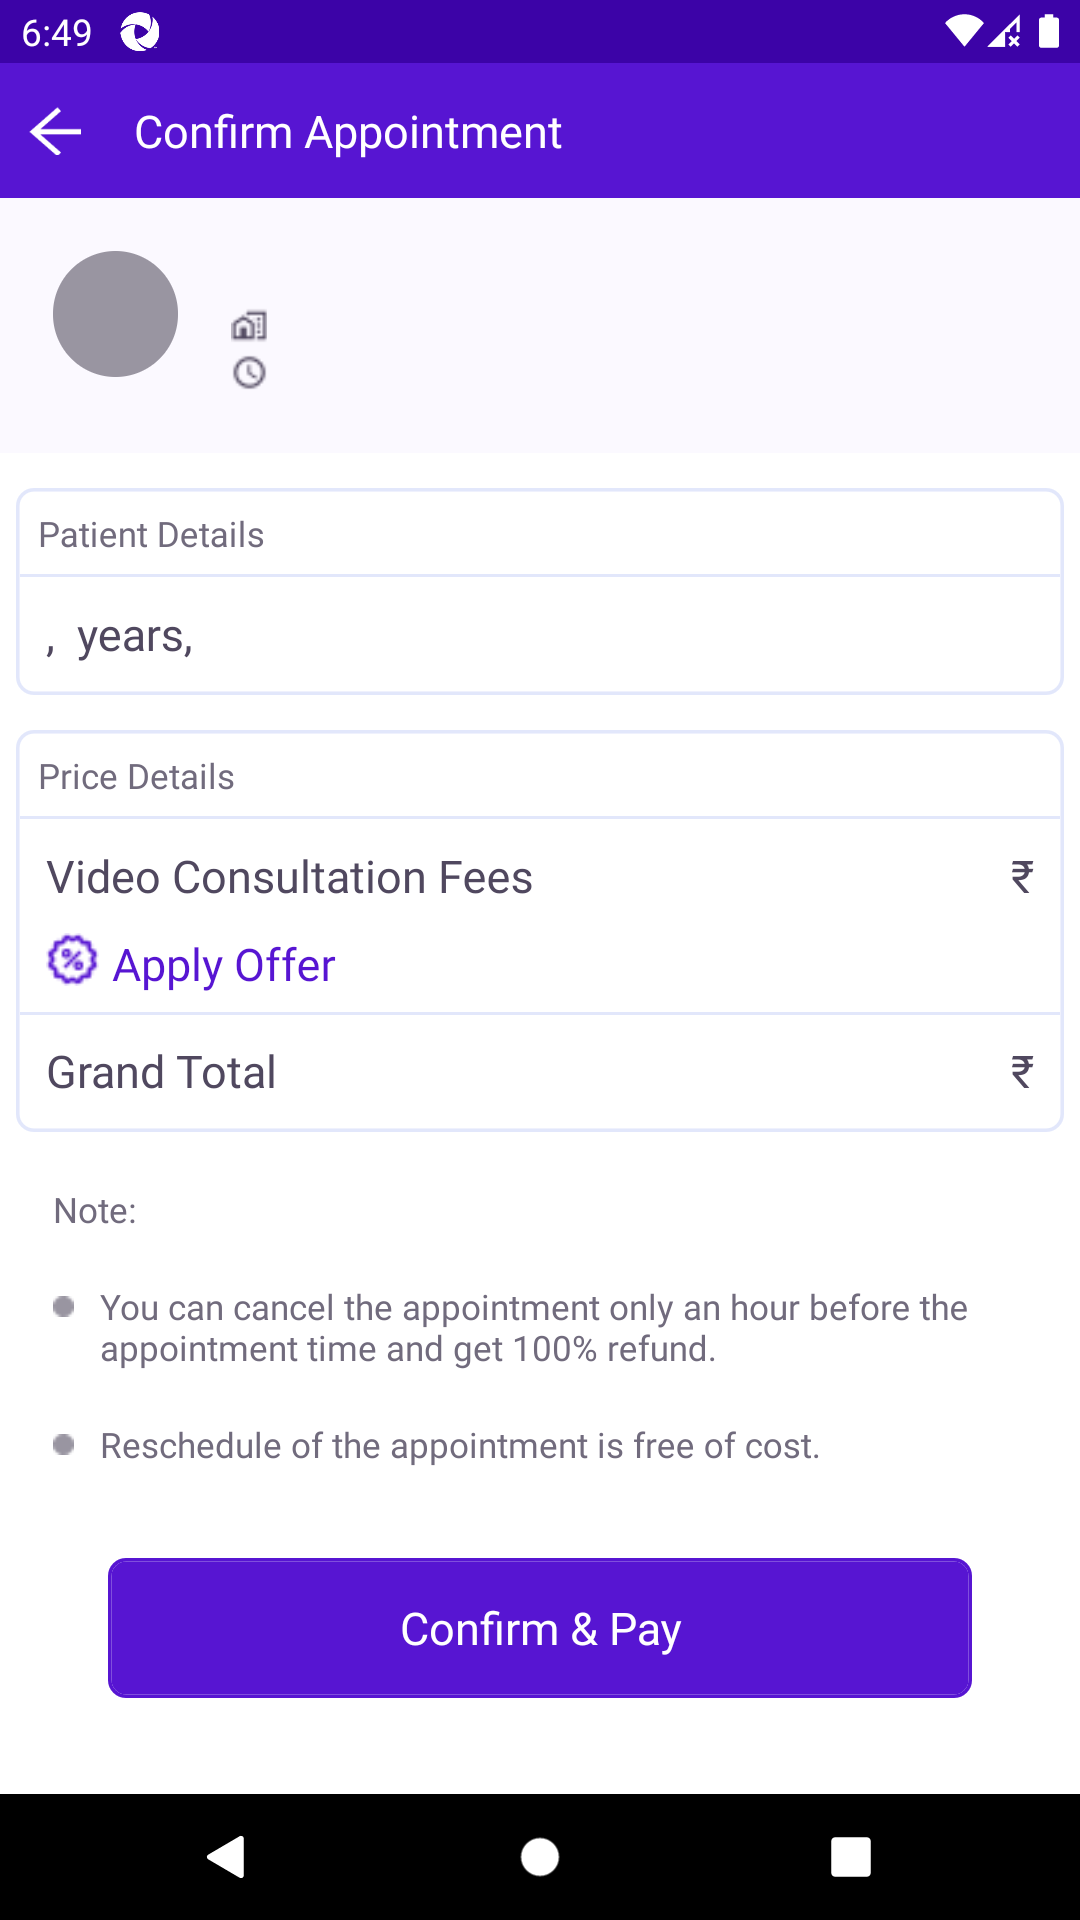 6:49
Confirm Appointment
Patient Details
,  years,
Price Details
Video Consultation Fees ₹
Apply Offer
Grand Total ₹
Note:
You can cancel the appointment only an hour before the
appointment time and get 100% refund.
Reschedule of the appointment is free of cost.
Confirm & Pay